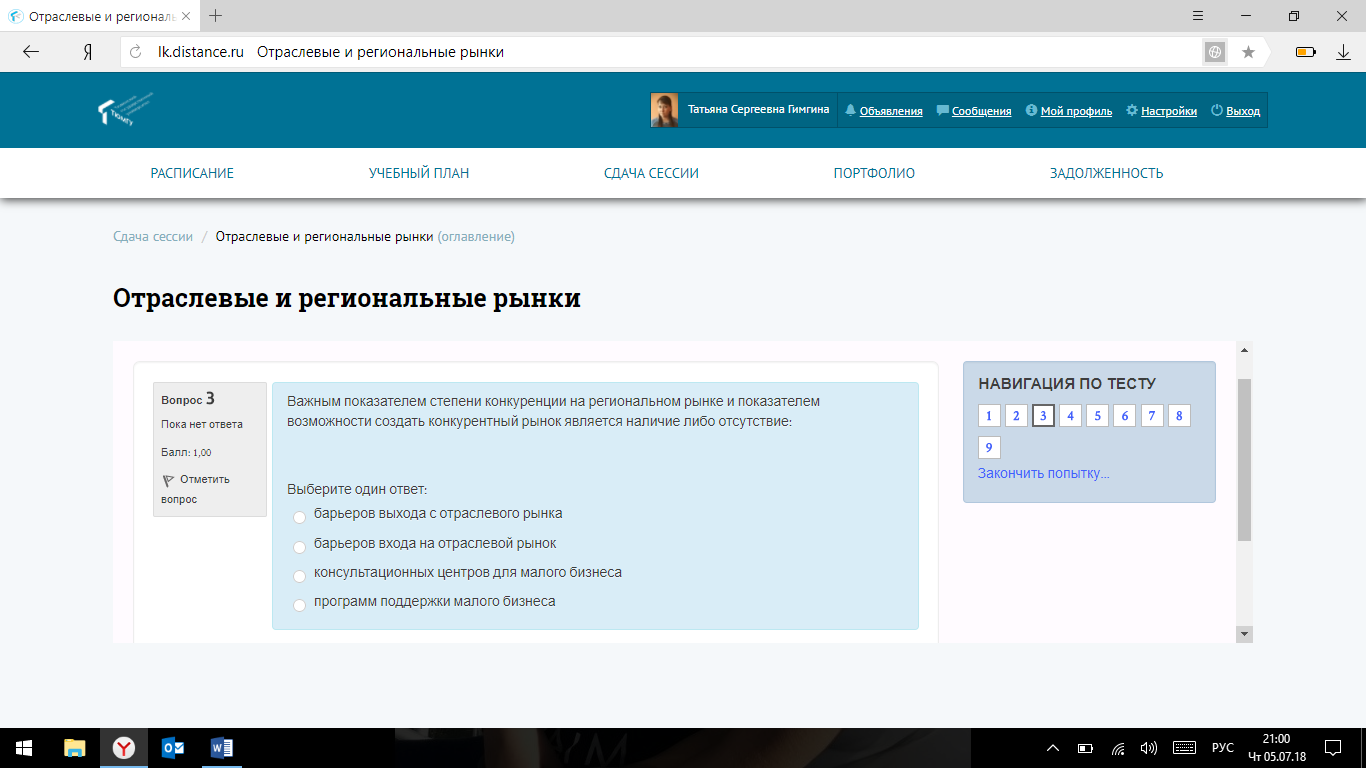 Отраслевые и региональ
lk.distance.ru Отраслевые и региональные рынки
ТюмГУ
Татьяна Сергеевна Гимгина Объявления Сообщения Мой профиль Настройки Выход
РАСПИСАНИЕ УЧЕБНЫЙ ПЛАН СДАЧА СЕССИИ ПОРТФОЛИО ЗАДОЛЖЕННОСТЬ
Сдача сессии / Отраслевые и региональные рынки (оглавление)
Отраслевые и региональные рынки
Вопрос 3
Пока нет ответа
Балл: 1,00
Отметить
вопрос
Важным показателем степени конкуренции на региональном рынке и показателем
возможности создать конкурентный рынок является наличие либо отсутствие:
Выберите один ответ:
барьеров выхода с отраслевого рынка
барьеров входа на отраслевой рынок
консультационных центров для малого бизнеса
программ поддержки малого бизнеса
НАВИГАЦИЯ ПО ТЕСТУ
1 2 3 4 5 6 7 8
9
Закончить попытку...
РУС
21:00
Чт 05.07.18